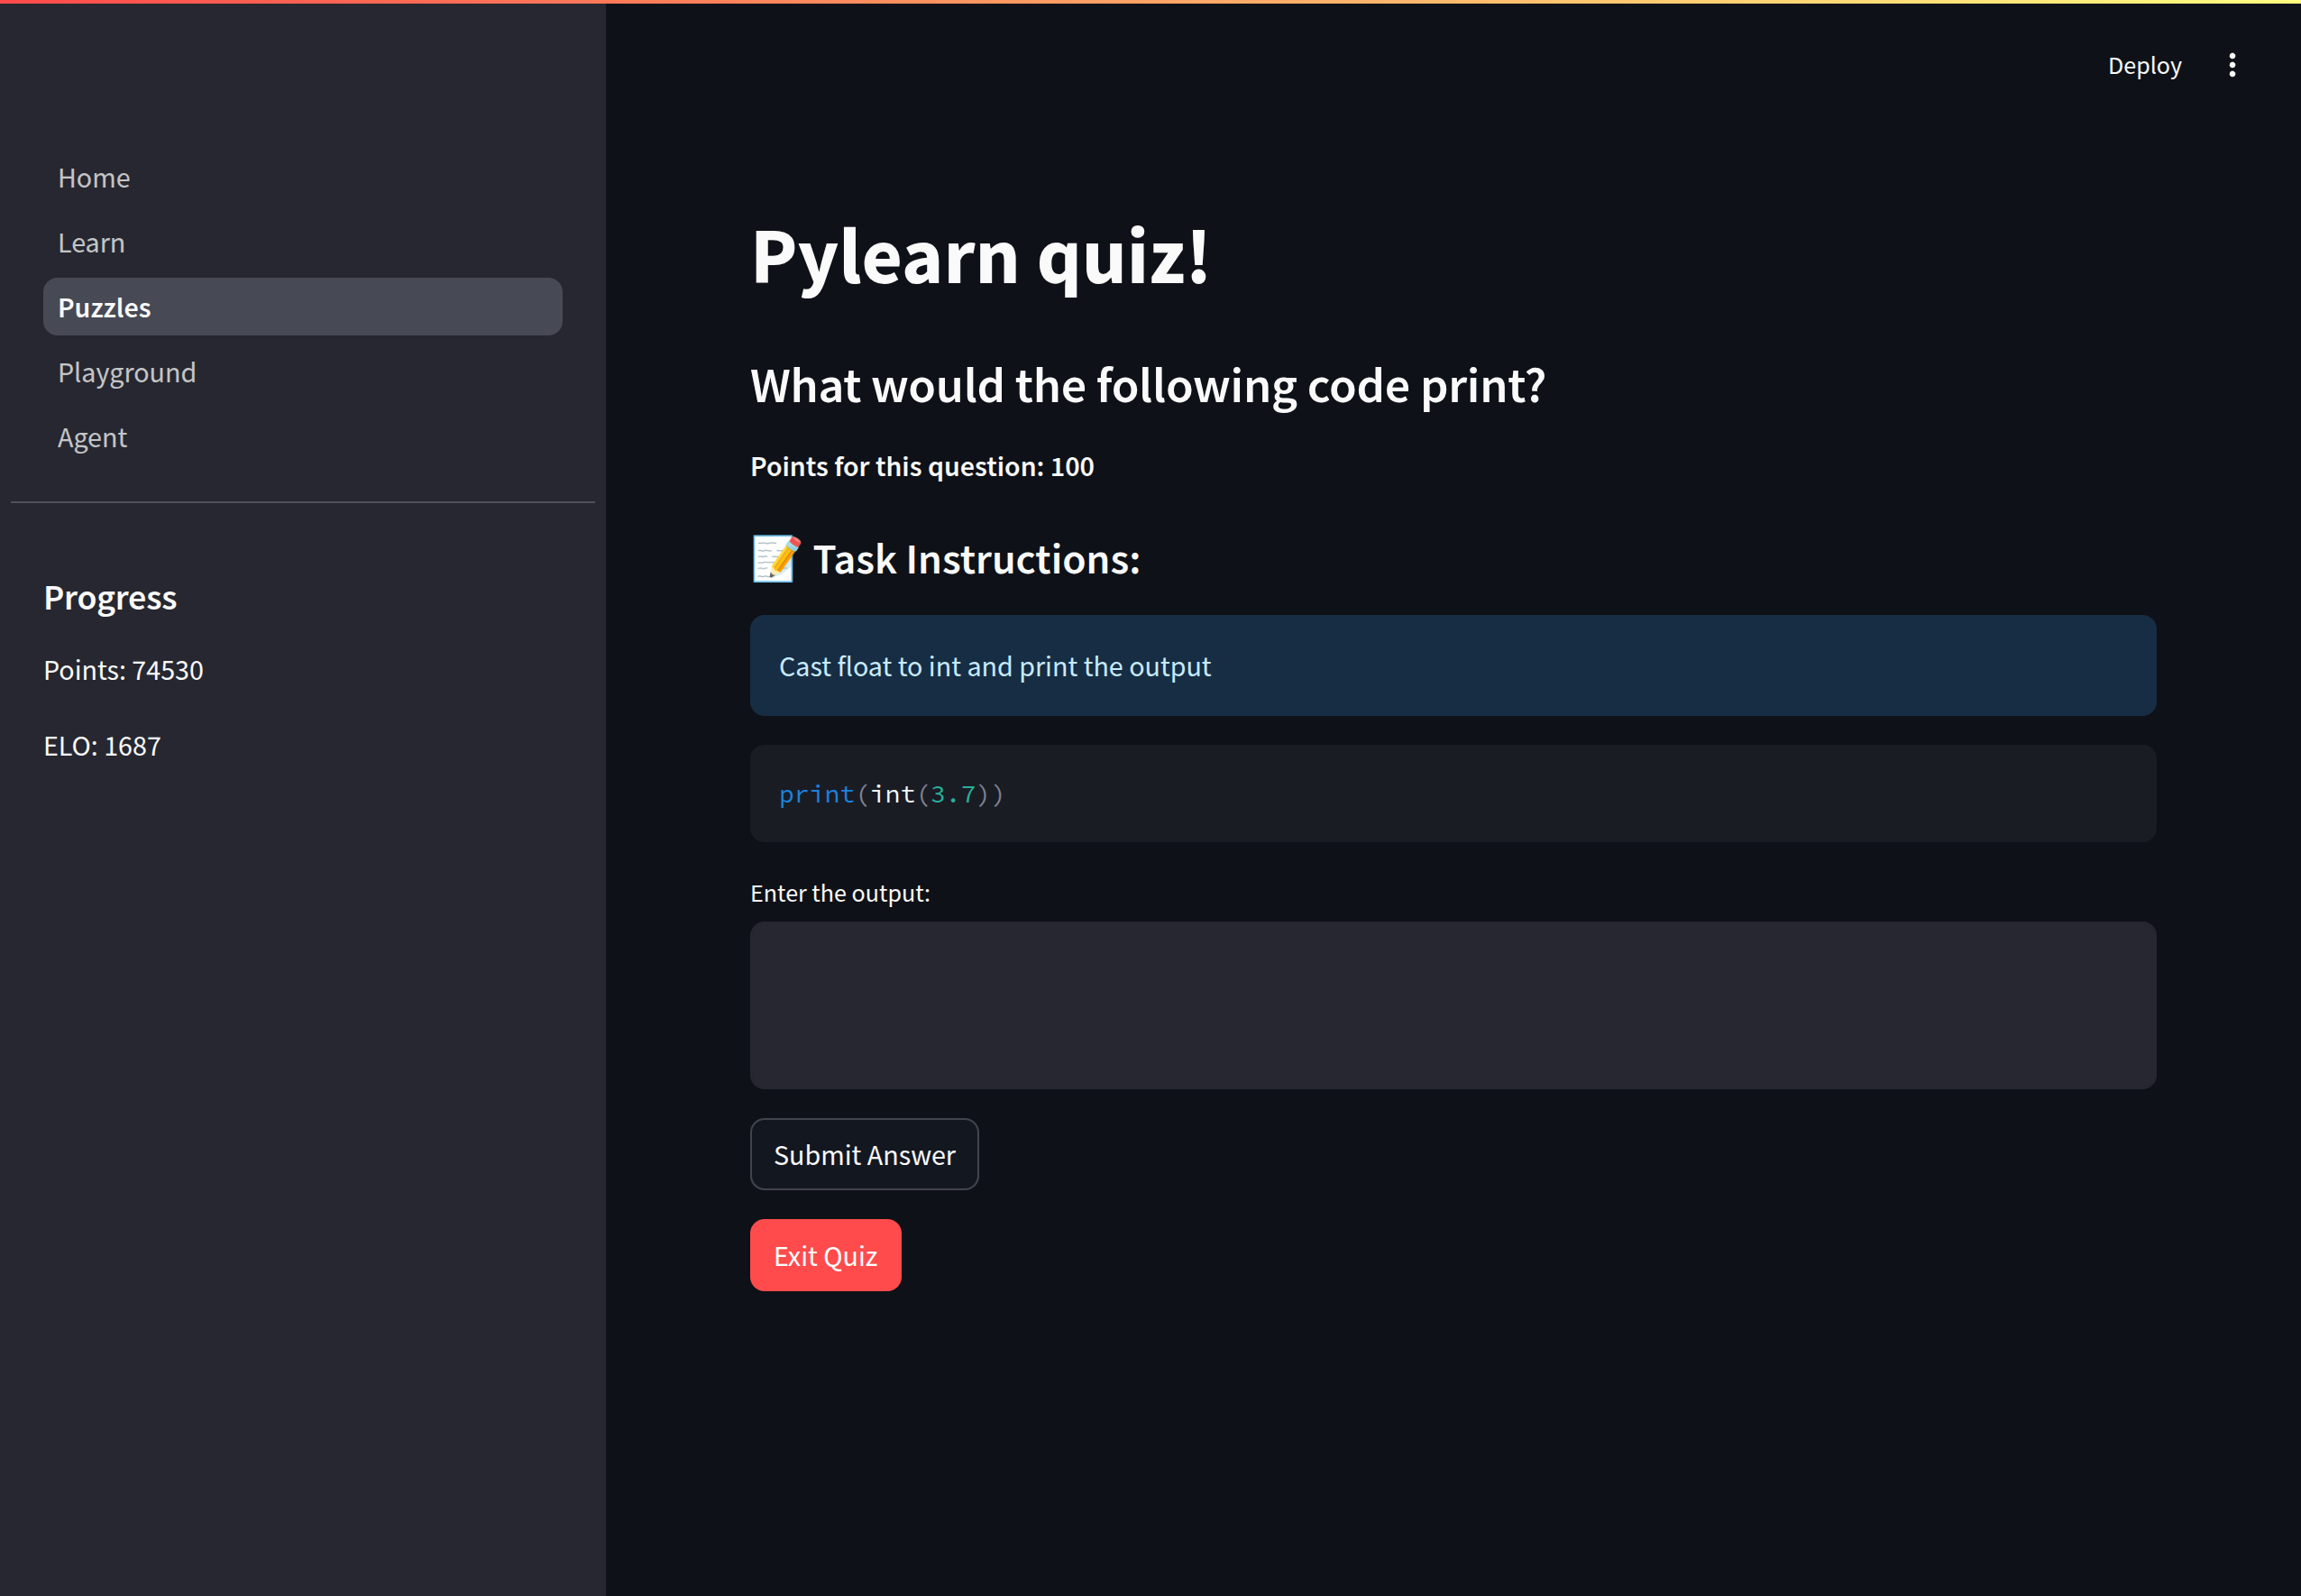 Deploy
Home
Learn
Puzzles
Playground
Agent
Progress
Points: 74530
ELO: 1687
Pylearn quiz!
What would the following code print?
Points for this question: 100
📝 Task Instructions:
Cast float to int and print the output
print(int(3.7))
Enter the output:
Submit Answer
Exit Quiz